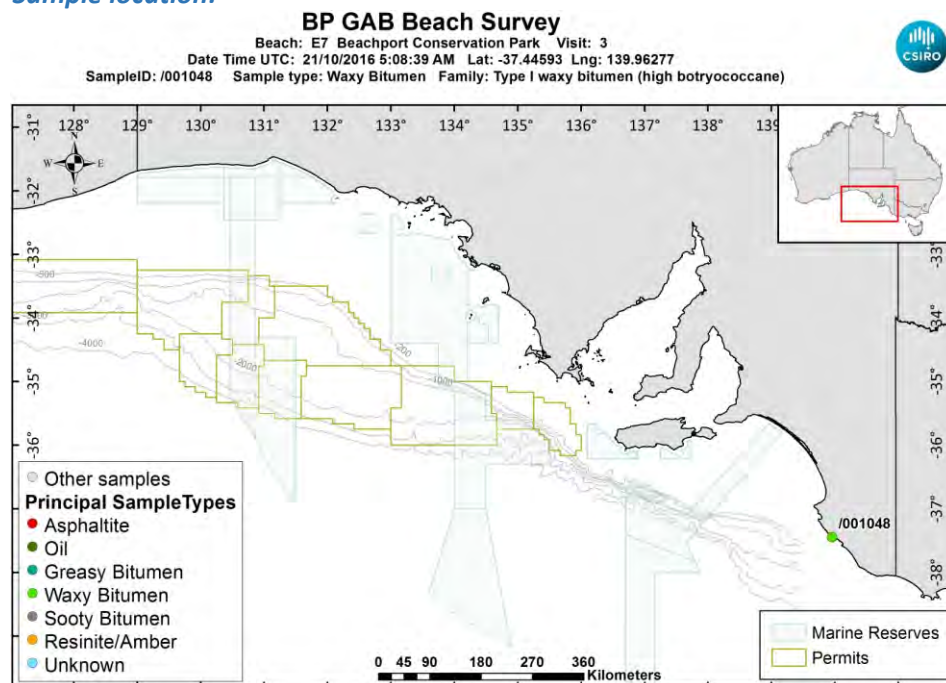 Sample location:
BP GAB Beach Survey
Beach: E7 Beachport Conservation Park Visit: 3
Date Time UTC: 21/10/2016 5:08:39 AM Lat: -37.44593 Lng: 139.96277
SampleID: /001048 Sample type: Waxy Bitumen Family: Type I waxy bitumen (high botryococcane)
CSIRO
128° 129° 130° 131° 132° 133° 134° 135° 136° 137° 138° 139
N
W E
S
-31°
-32°
-33° -33°
-34° -34°
-35° -35°
-36° -36°
-37°
-38° -38°
-500
-4000
-2000
-200
-1000
/001048
Other samples
Principal SampleTypes
Asphaltite
Oil
Greasy Bitumen
Waxy Bitumen
Sooty Bitumen
Resinite/Amber
Unknown
0 45 90 180 270 360
Kilometers
Marine Reserves
Permits